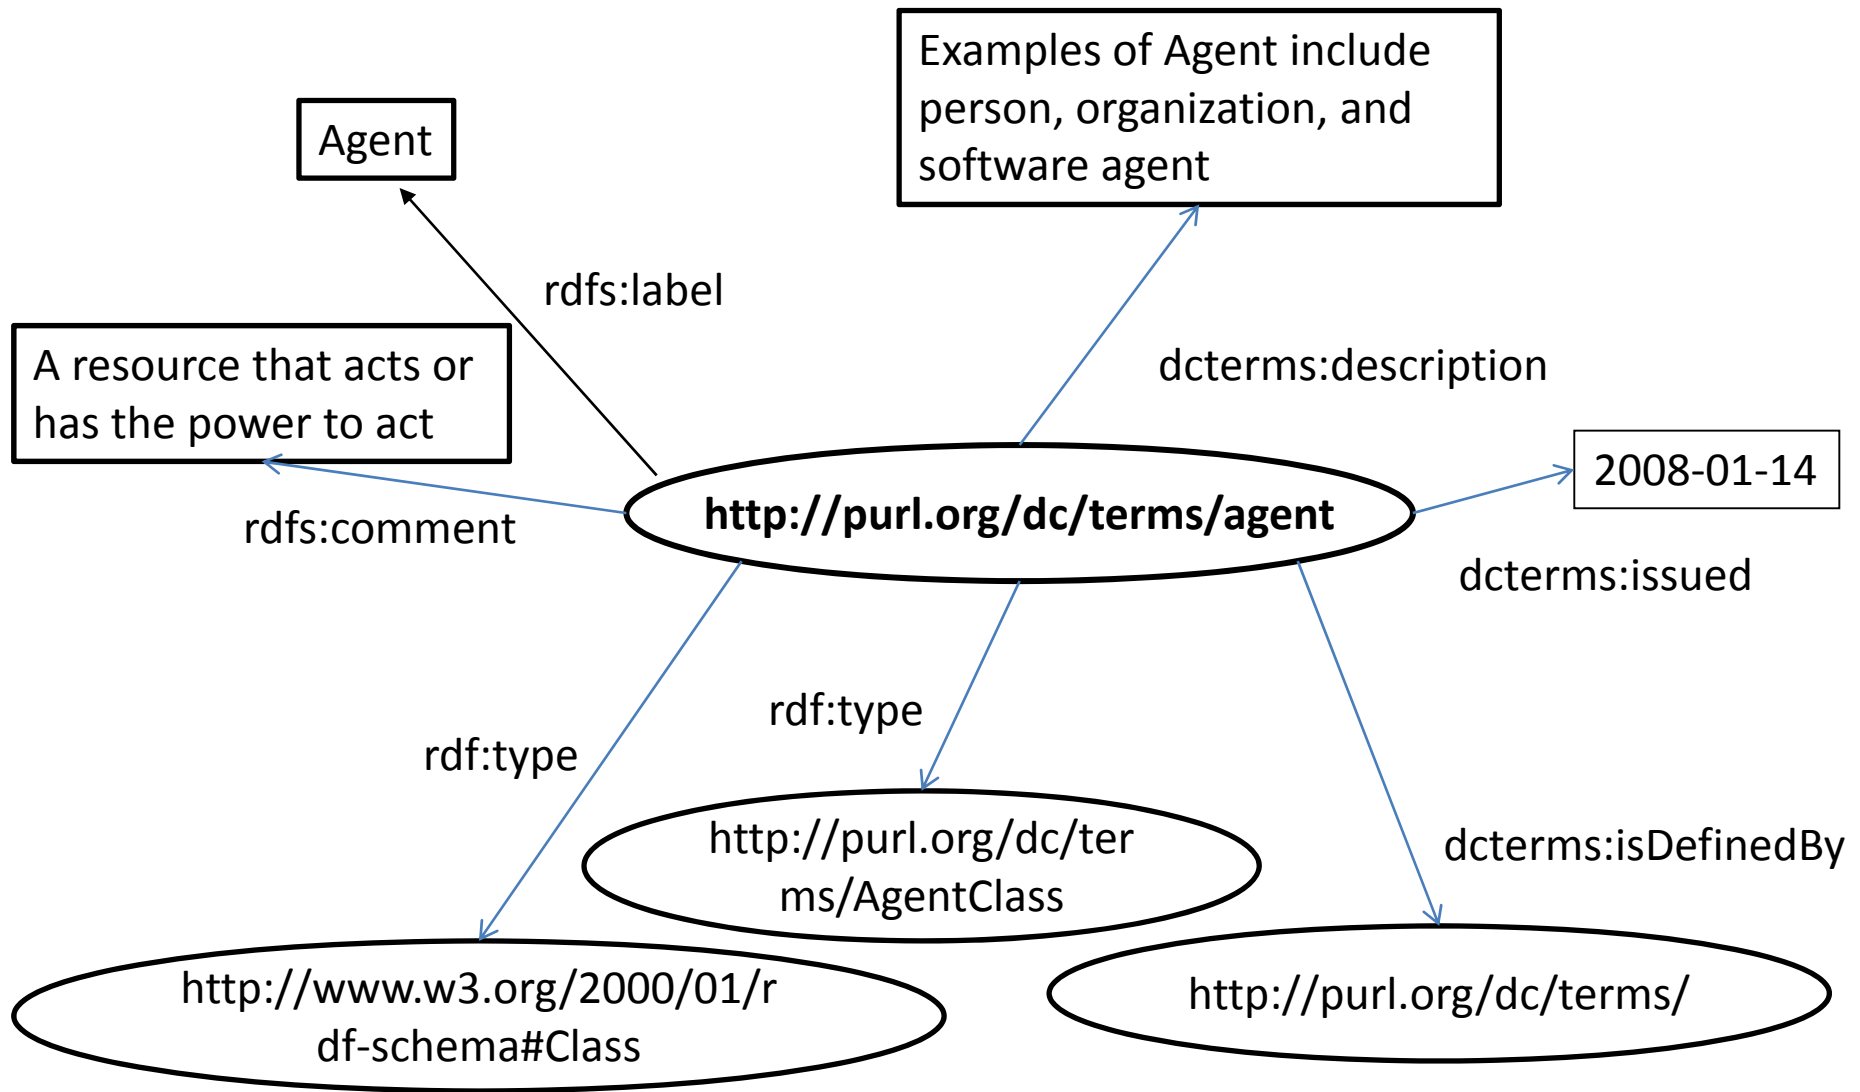 Examples of Agent include
person, organization, and
software agent
Agent
rdfs:label
A resource that acts or
has the power to act
dcterms:description
2008-01-14
http://purl.org/dc/terms/agent
rdfs:comment
dcterms:issued
rdf:type
rdf:type
http://purl.org/dc/ter
ms/AgentClass
dcterms:isDefinedBy
http://www.w3.org/2000/01/r
df-schema#Class
http://purl.org/dc/terms/